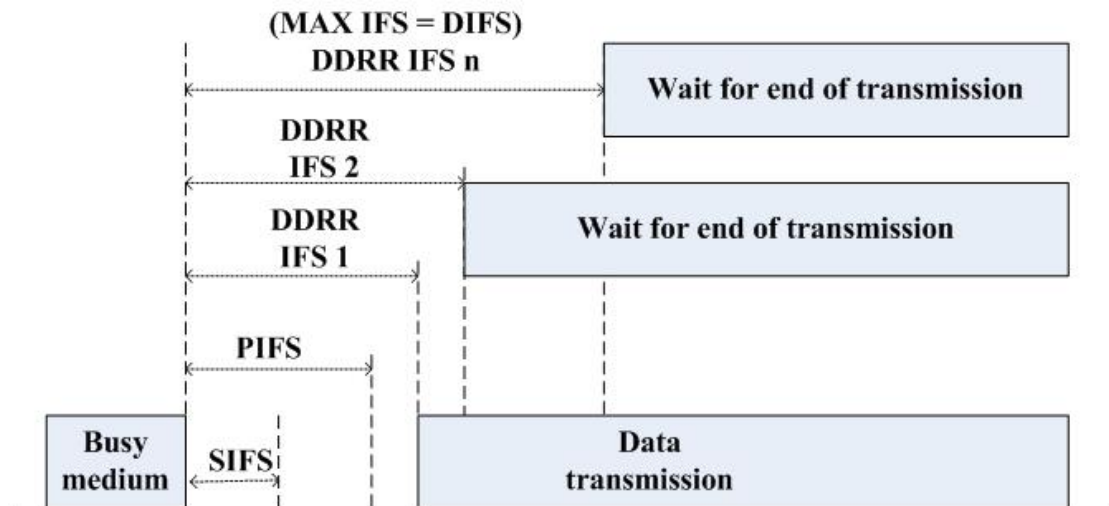 (MAX IFS = DIFS)
DDRR IFS n
Wait for end of transmission
DDRR
IFS 2
Wait for end of transmission
DDRR
IFS 1
PIFS
Busy
medium
SIFS
Data
transmission